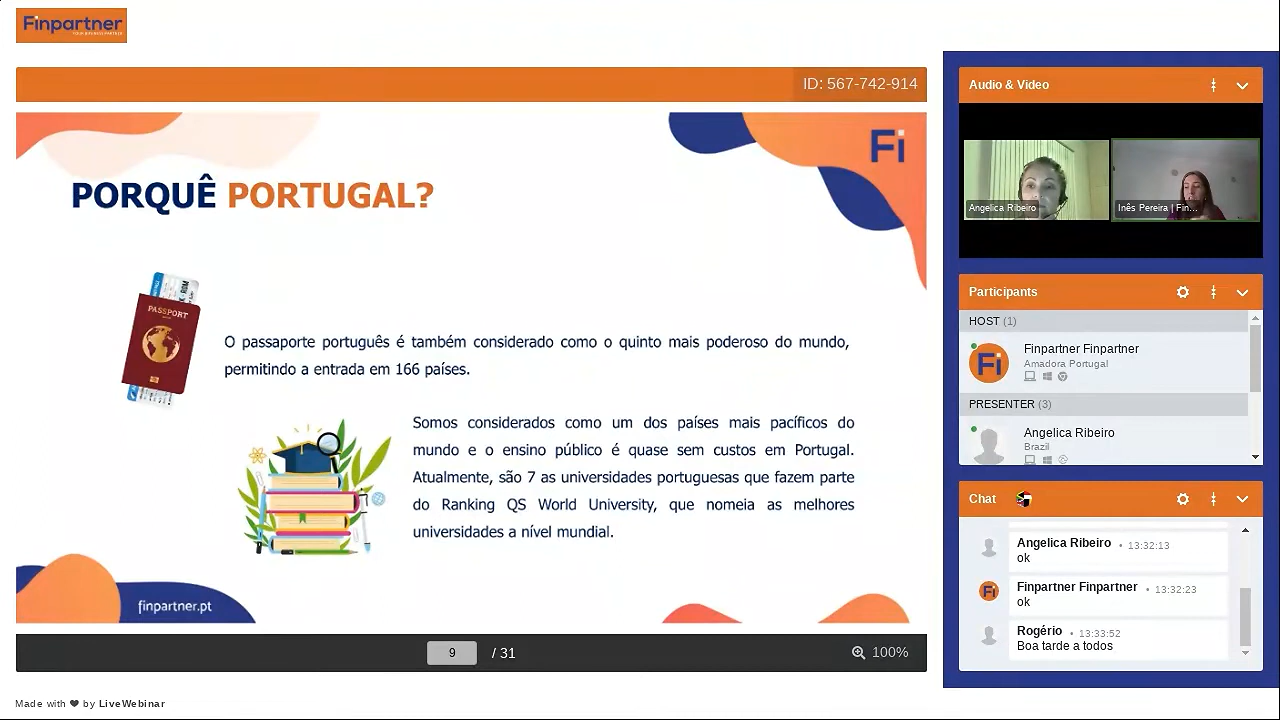 Finpartner
ID: 567-742-914
Fi
PORQUÊ PORTUGAL?
PASSPORT
O passaporte português é também considerado como o quinto mais poderoso do mundo,
permitindo a entrada em 166 países.
Somos considerados como um dos países mais pacíficos do
mundo e o ensino público é quase sem custos em Portugal.
Atualmente, são 7 as universidades portuguesas que fazem parte
do Ranking QS World University, que nomeia as melhores
universidades a nível mundial.
finpartner.pt
9 / 31
100%
Made with by LiveWebinar
Audio & Video
Angelica Ribeiro
Inês Pereira | Fin...
Participants
HOST (1)
Fi
Finpartner Finpartner
Amadora Portugal
PRESENTER (3)
Angelica Ribeiro
Brazil
Chat
Angelica Ribeiro • 13:32:13
ok
Fi
Finpartner Finpartner • 13:32:23
ok
Rogério • 13:33:52
Boa tarde a todos